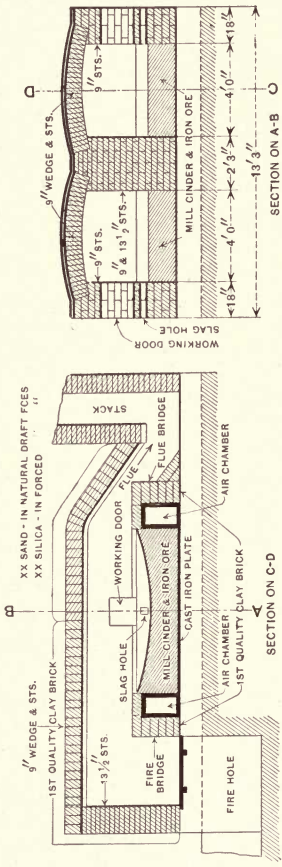 XX SAND - IN NATURAL DRAFT FCES
XX SILICA - IN FORCED " "
9" WEDGE & STS.
1ST QUALITY CLAY BRICK
B
STACK
13½" STS.
WORKING DOOR
FLUE
SLAG HOLE
FLUE BRIDGE
FIRE BRIDGE
MILL CINDER & IRON ORE
CAST IRON PLATE
AIR CHAMBER
AIR CHAMBER
1ST QUALITY CLAY BRICK
FIRE HOLE
A
SECTION ON C-D
9" WEDGE & STS.
9" WEDGE & STS.
D
9" STS.
9" STS.
9 & 13½" STS.
WORKING DOOR
SLAG HOLE
MILL CINDER & IRON ORE
18"
4'0"
2'3"
4'0"
18"
13'3"
C
SECTION ON A-B